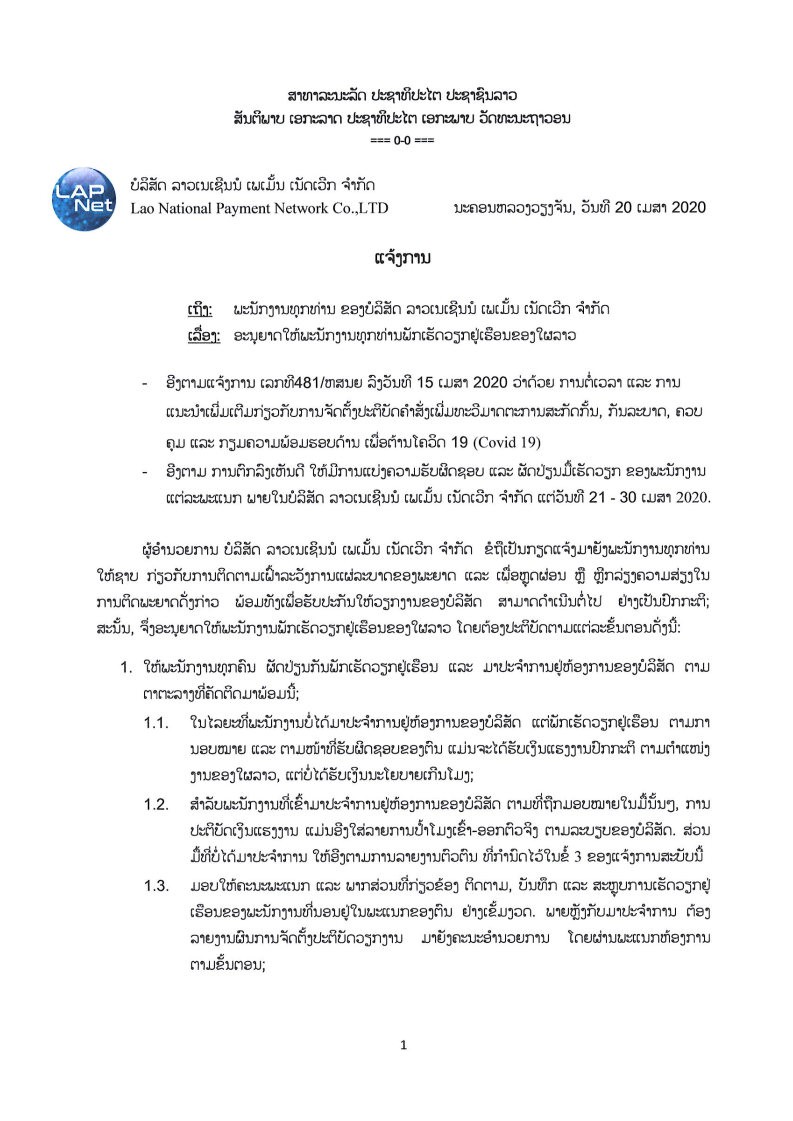 ສາທາລະນະລັດ ປະຊາທິປະໄຕ ປະຊາຊົນລາວ
ສັນຕິພາບ ເອກະລາດ ປະຊາທິປະໄຕ ເອກະພາບ ວັດທະນະຖາວອນ
=== 0-0 ===
LAP
Net
ບໍລິສັດ ລາວເນເຊີນນໍ ເພເມັ້ນ ເນັດເວີກ ຈຳກັດ
Lao National Payment Network Co.,LTD
ນະຄອນຫລວງວຽງຈັນ, ວັນທີ 20 ເມສາ 2020
ແຈ້ງການ
ເຖິງ: ພະນັກງານທຸກທ່ານ ຂອງບໍລິສັດ ລາວເນເຊີນນໍ ເພເມັ້ນ ເນັດເວີກ ຈຳກັດ
ເລື່ອງ: ອະນຸຍາດໃຫ້ພະນັກງານທຸກທ່ານພັກເຮັດວຽກຢູ່ເຮືອນຂອງໃຜລາວ
- ອີງຕາມແຈ້ງການ ເລກທີ481/ຫສນຍ ລົງວັນທີ 15 ເມສາ 2020 ວ່າດ້ວຍ ການຕໍ່ເວລາ ແລະ ການ
ແນະນຳເພີ່ມເຕີມກ່ຽວກັບການຈັດຕັ້ງປະຕິບັດຄຳສັ່ງເພີ່ມທະວີມາດຕະການສະກັດກັ້ນ, ກັນລະບາດ, ຄວບ
ຄຸມ ແລະ ກຽມຄວາມພ້ອມຮອບດ້ານ ເພື່ອຕ້ານໂຄວິດ 19 (Covid 19)
- ອີງຕາມ ການຕົກລົງເຫັນດີ ໃຫ້ມີການແບ່ງຄວາມຮັບຜິດຊອບ ແລະ ຜັດປ່ຽນມື້ເຮັດວຽກ ຂອງພະນັກງານ
ແຕ່ລະພະແນກ ພາຍໃນບໍລິສັດ ລາວເນເຊີນນໍ ເພເມັ້ນ ເນັດເວີກ ຈຳກັດ ແຕ່ວັນທີ 21 - 30 ເມສາ 2020.
ຜູ້ອຳນວຍການ ບໍລິສັດ ລາວເນເຊີນນໍ ເພເມັ້ນ ເນັດເວີກ ຈຳກັດ ຂໍຖືເປັນກຽດແຈ້ງມາຍັງພະນັກງານທຸກທ່ານ
ໃຫ້ຊາບ ກ່ຽວກັບການຕິດຕາມເຝົ້າລະວັງການແຜ່ລະບາດຂອງພະຍາດ ແລະ ເພື່ອຫຼຸດຜ່ອນ ຫຼື ຫຼີກລ່ຽງຄວາມສ່ຽງໃນ
ການຕິດພະຍາດດັ່ງກ່າວ ພ້ອມທັງເພື່ອຮັບປະກັນໃຫ້ວຽກງານຂອງບໍລິສັດ ສາມາດດຳເນີນຕໍ່ໄປ ຢ່າງເປັນປົກກະຕິ;
ສະນັ້ນ, ຈຶ່ງອະນຸຍາດໃຫ້ພະນັກງານພັກເຮັດວຽກຢູ່ເຮືອນຂອງໃຜລາວ ໂດຍຕ້ອງປະຕິບັດຕາມແຕ່ລະຂັ້ນຕອນດັ່ງນີ້:
1. ໃຫ້ພະນັກງານທຸກຄົນ ຜັດປ່ຽນກັນພັກເຮັດວຽກຢູ່ເຮືອນ ແລະ ມາປະຈຳການຢູ່ຫ້ອງການຂອງບໍລິສັດ ຕາມ
ຕາຕະລາງທີ່ຄັດຕິດມາພ້ອມນີ້;
1.1. ໃນໄລຍະທີ່ພະນັກງານບໍ່ໄດ້ມາປະຈຳການຢູ່ຫ້ອງການຂອງບໍລິສັດ ແຕ່ພັກເຮັດວຽກຢູ່ເຮືອນ ຕາມກາ
ນອບໝາຍ ແລະ ຕາມໜ້າທີ່ຮັບຜິດຊອບຂອງຕົນ ແມ່ນຈະໄດ້ຮັບເງິນແຮງງານປົກກະຕິ ຕາມຕຳແໜ່ງ
ງານຂອງໃຜລາວ, ແຕ່ບໍ່ໄດ້ຮັບເງິນນະໂຍບາຍເກີນໂມງ;
1.2. ສຳລັບພະນັກງານທີ່ເຂົ້າມາປະຈຳການຢູ່ຫ້ອງການຂອງບໍລິສັດ ຕາມທີ່ຖືກມອບໝາຍໃນມື້ນັ້ນໆ, ການ
ປະຕິບັດເງິນແຮງງານ ແມ່ນອີງໃສ່ລາຍການປ້ຳໂມງເຂົ້າ-ອອກຕົວຈິງ ຕາມລະບຽບຂອງບໍລິສັດ. ສ່ວນ
ມື້ທີ່ບໍ່ໄດ້ມາປະຈຳການ ໃຫ້ອີງຕາມການລາຍງານຕົວຕົນ ທີ່ກຳນົດໄວ້ໃນຂໍ້ 3 ຂອງແຈ້ງການສະບັບນີ້
1.3. ມອບໃຫ້ຄະນະພະແນກ ແລະ ພາກສ່ວນທີ່ກ່ຽວຂ້ອງ ຕິດຕາມ, ບັນທຶກ ແລະ ສະຫຼຸບການເຮັດວຽກຢູ່
ເຮືອນຂອງພະນັກງານທີ່ນອນຢູ່ໃນພະແນກຂອງຕົນ ຢ່າງເຂັ້ມງວດ. ພາຍຫຼັງກັບມາປະຈຳການ ຕ້ອງ
ລາຍງານຜົນການຈັດຕັ້ງປະຕິບັດວຽກງານ ມາຍັງຄະນະອຳນວຍການ ໂດຍຜ່ານພະແນກຫ້ອງການ
ຕາມຂັ້ນຕອນ;
1